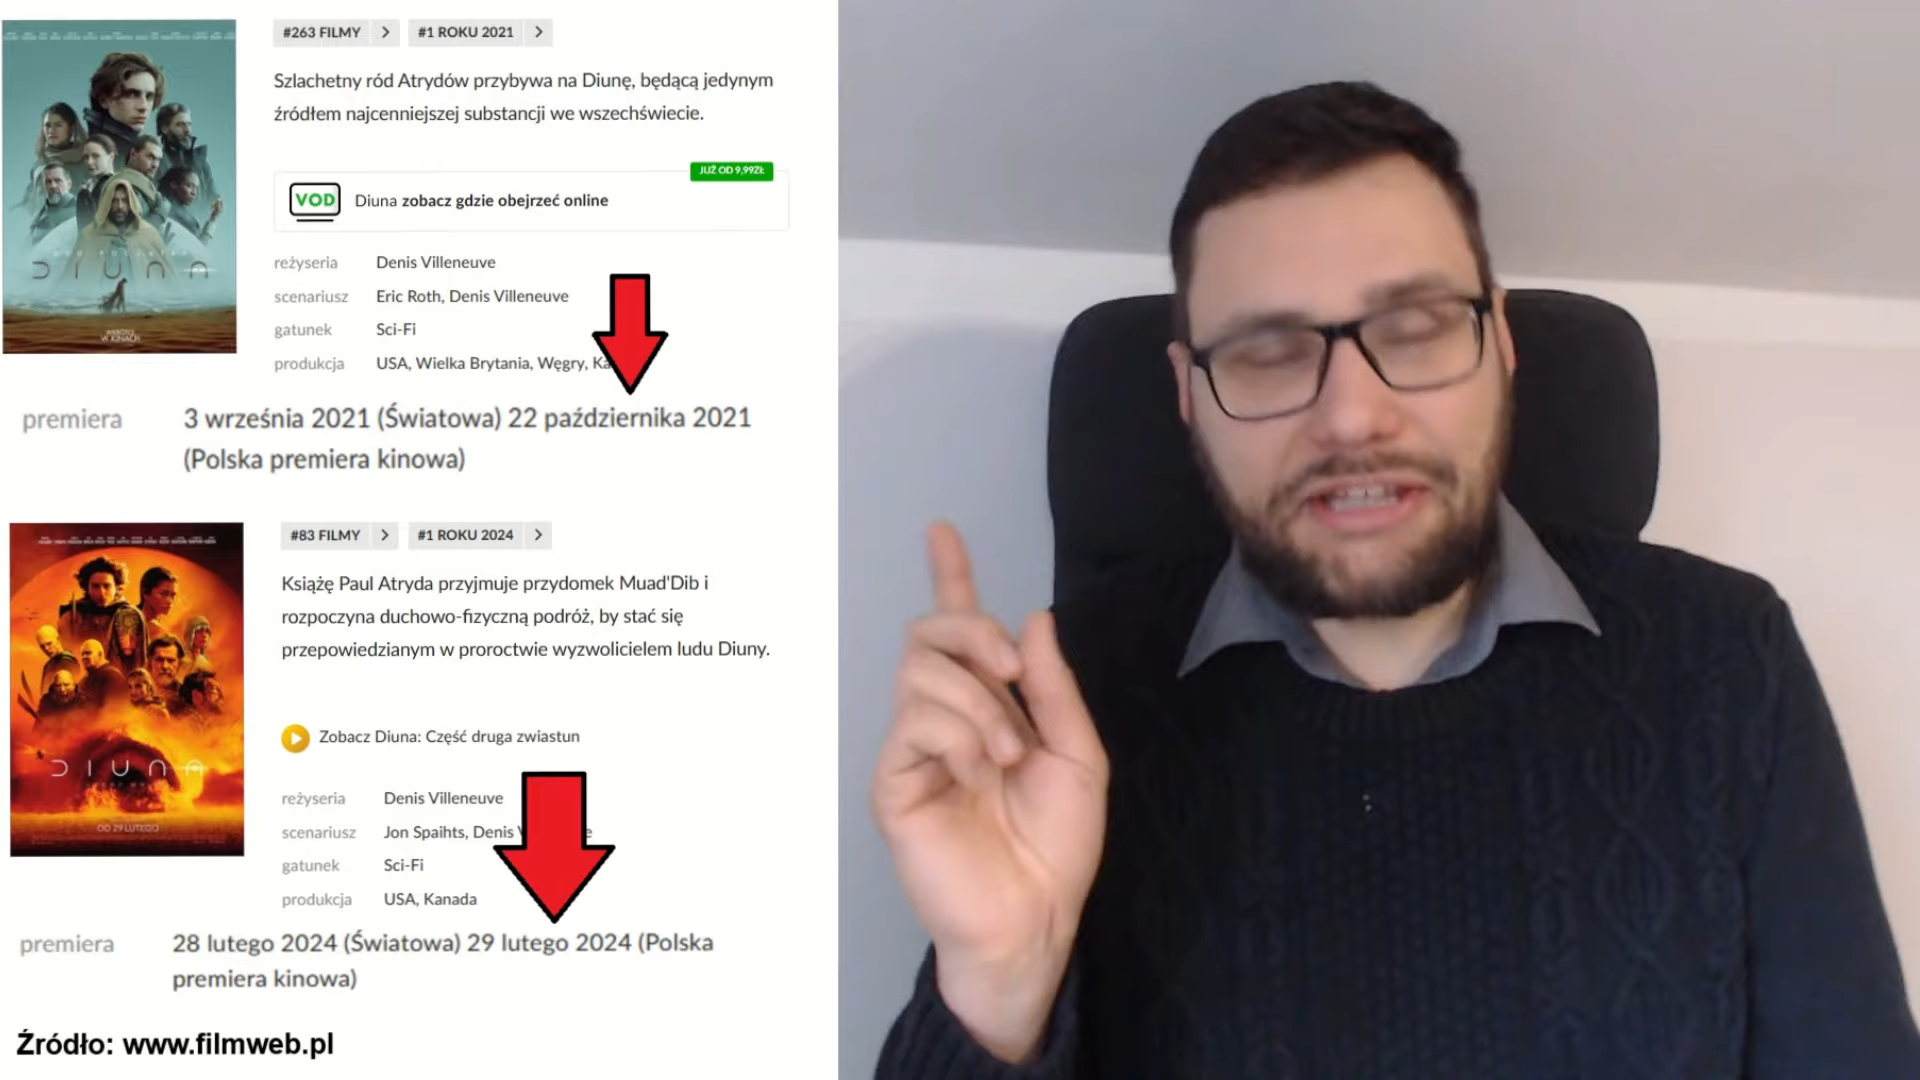 #263 FILMY
#1 ROKU 2021
Szlachetny ród Atrydów przybywa na Diunę, będącą jedynym
źródłem najcenniejszej substancji we wszechświecie.
JUŻ OD 9,99ZŁ
VOD Diuna zobacz gdzie obejrzeć online
reżyseria Denis Villeneuve
scenariusz Eric Roth, Denis Villeneuve
gatunek Sci-Fi
produkcja USA, Wielka Brytania, Węgry,
premiera 3 września 2021 (Światowa) 22 października 2021
(Polska premiera kinowa)
DIUNA
W KINACH
#83 FILMY
#1 ROKU 2024
Książę Paul Atryda przyjmuje przydomek Muad'Dib i
rozpoczyna duchowo-fizyczną podróż, by stać się
przepowiedzianym w proroctwie wyzwolicielem ludu Diuny.
Zobacz Diuna: Część druga zwiastun
reżyseria Denis Villeneuve
scenariusz Jon Spaihts, Denis
gatunek Sci-Fi
produkcja USA, Kanada
premiera 28 lutego 2024 (Światowa) 29 lutego 2024 (Polska
premiera kinowa)
DIUNA
OD 29 LUTEGO
Źródło: www.filmweb.pl